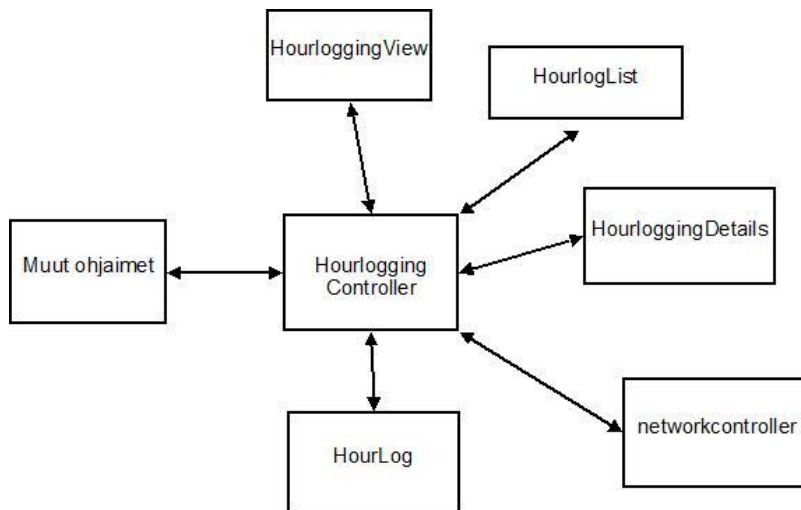 HourloggingView
HourlogList
HourloggingDetails
Muut ohjaimet
Hourlogging
Controller
networkcontroller
HourLog